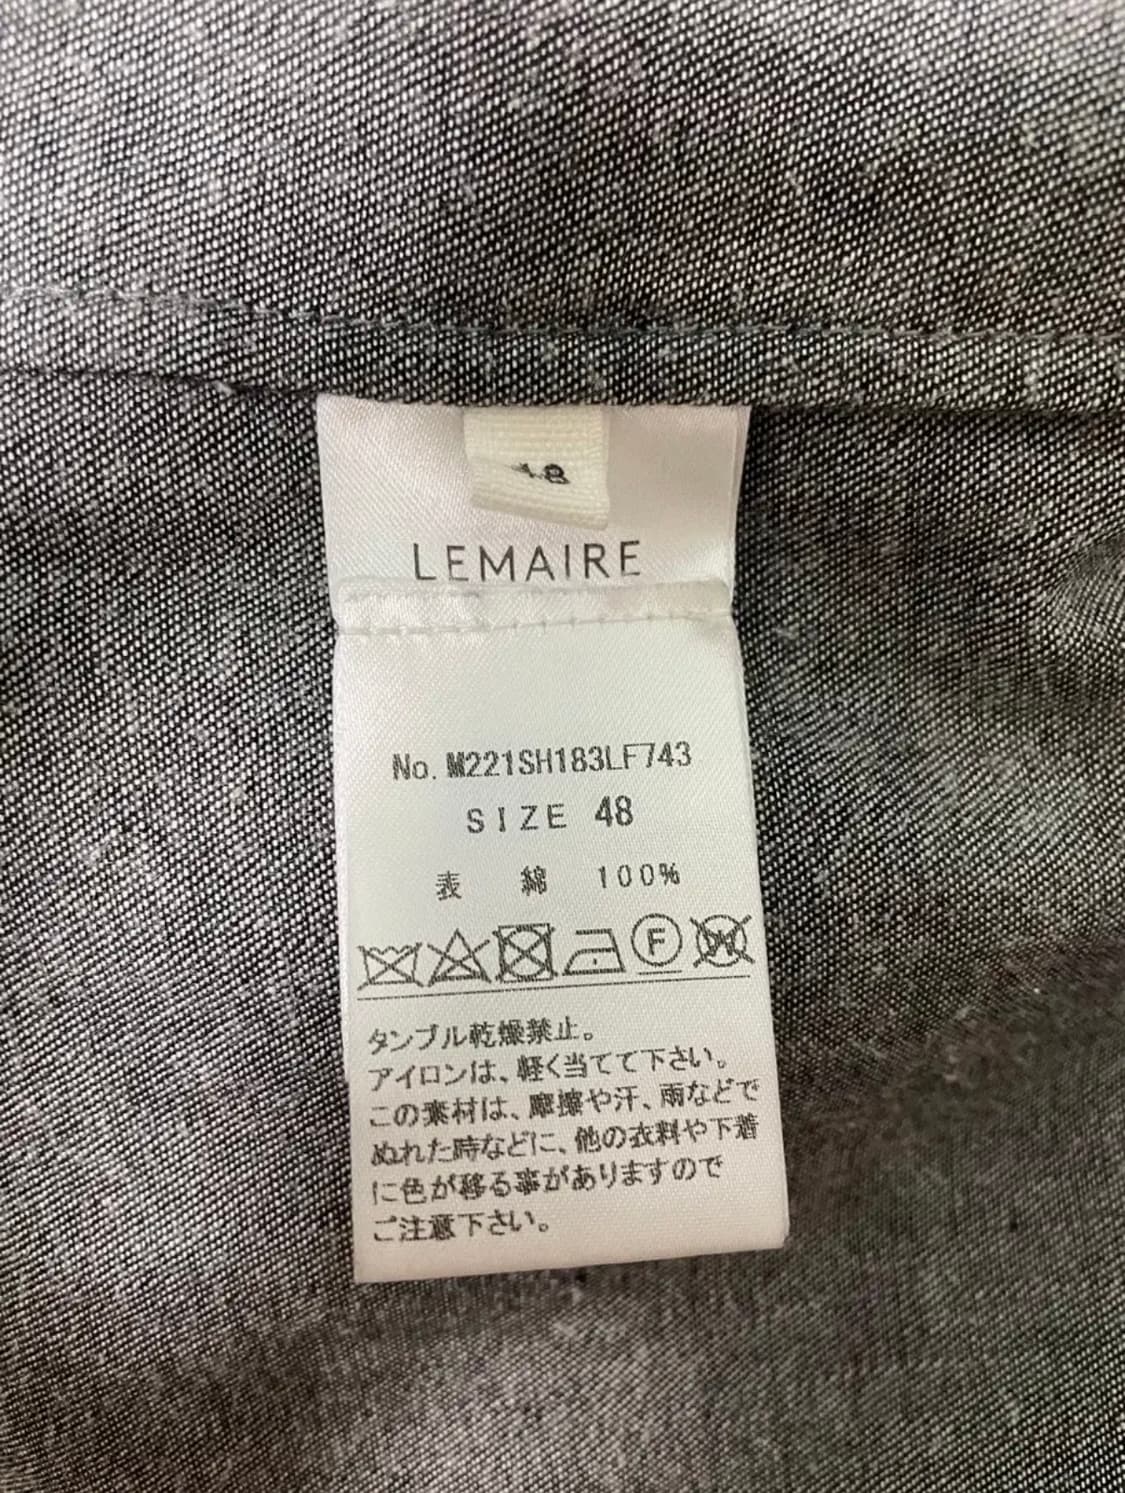 48
LEMAIRE
No. M221SH183LF743
SIZE 48
表 綿 100%
F W
タンブル乾燥禁止。
アイロンは、軽く当てて下さい。
この素材は、摩擦や汗、雨などで
ぬれた時などに、他の衣料や下着
に色が移る事がありますので
ご注意下さい。